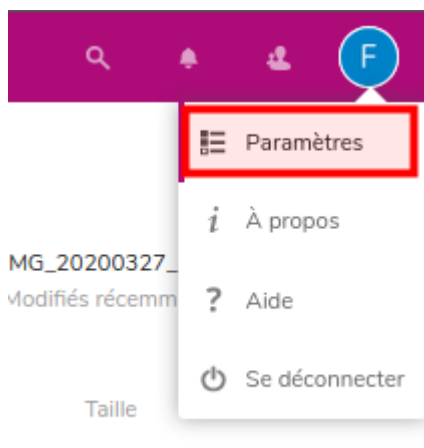 F
Paramètres
À propos
MG_20200327_
Modifiés récemm
Aide
Se déconnecter
Taille